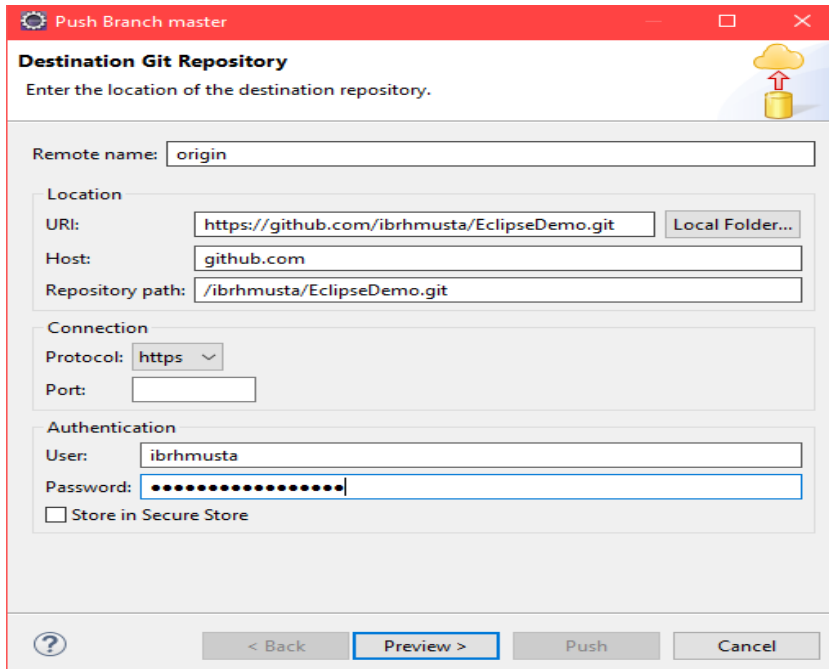 Push Branch master
Destination Git Repository
Enter the location of the destination repository.
Remote name: origin
Location
URI: https://github.com/ibrhmusta/EclipseDemo.git Local Folder...
Host: github.com
Repository path: /ibrhmusta/EclipseDemo.git
Connection
Protocol: https
Port:
Authentication
User: ibrhmusta
Password: ●●●●●●●●●●●●●●●●●
Store in Secure Store
? < Back Preview > Push Cancel